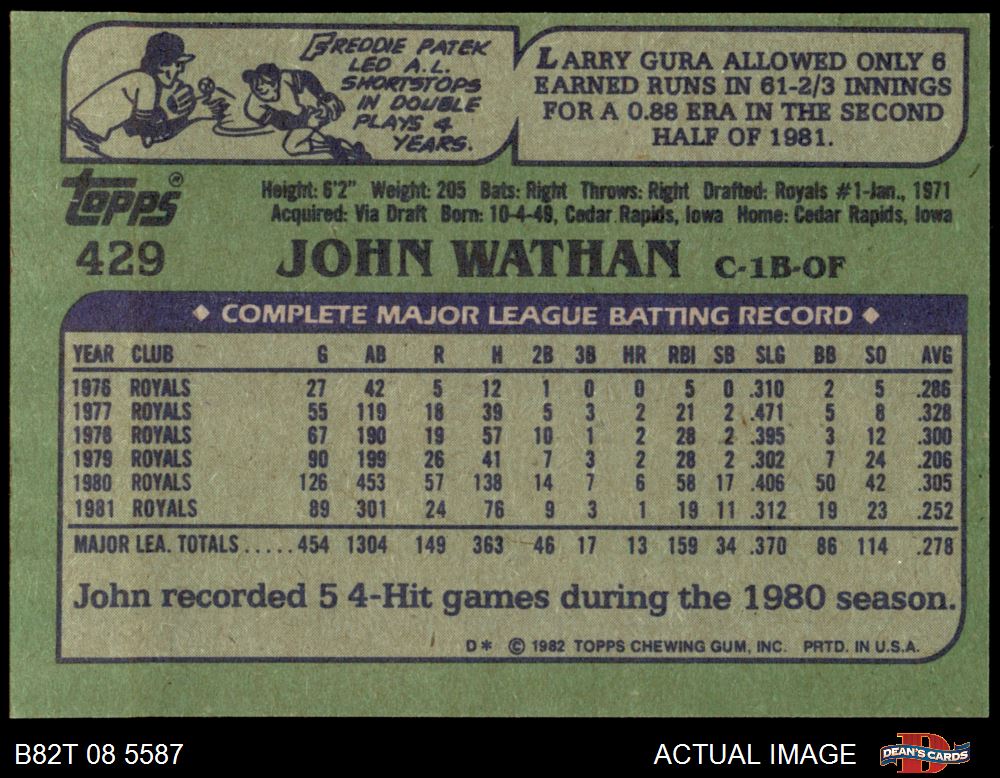 FREDDIE PATEK
LED A.L.
SHORTSTOPS
IN DOUBLE
PLAYS 4
YEARS.
LARRY GURA ALLOWED ONLY 6
EARNED RUNS IN 61-2/3 INNINGS
FOR A 0.88 ERA IN THE SECOND
HALF OF 1981.
Topps®
Height: 6'2" Weight: 205 Bats: Right Throws: Right Drafted: Royals #1-Jan., 1971
Acquired: Via Draft Born: 10-4-49, Cedar Rapids, Iowa Home: Cedar Rapids, Iowa
429 JOHN WATHAN C-1B-OF
◆ COMPLETE MAJOR LEAGUE BATTING RECORD ◆
YEAR CLUB G AB R H 2B 3B HR RBI SB SLG BB SO AVG
1976 ROYALS 27 42 5 12 1 0 0 5 0 .310 2 5 .286
1977 ROYALS 55 119 18 39 5 3 2 21 2 .471 5 8 .328
1978 ROYALS 67 190 19 57 10 1 2 28 2 .395 3 12 .300
1979 ROYALS 90 199 26 41 7 3 2 28 2 .302 7 24 .206
1980 ROYALS 126 453 57 138 14 7 6 58 17 .406 50 42 .305
1981 ROYALS 89 301 24 76 9 3 1 19 11 .312 19 23 .252
MAJOR LEA. TOTALS.....454 1304 149 363 46 17 13 159 34 .370 86 114 .278
John recorded 5 4-Hit games during the 1980 season.
D* © 1982 TOPPS CHEWING GUM, INC. PRTD. IN U.S.A.
B82T 08 5587 ACTUAL IMAGE DEAN'S CARDS